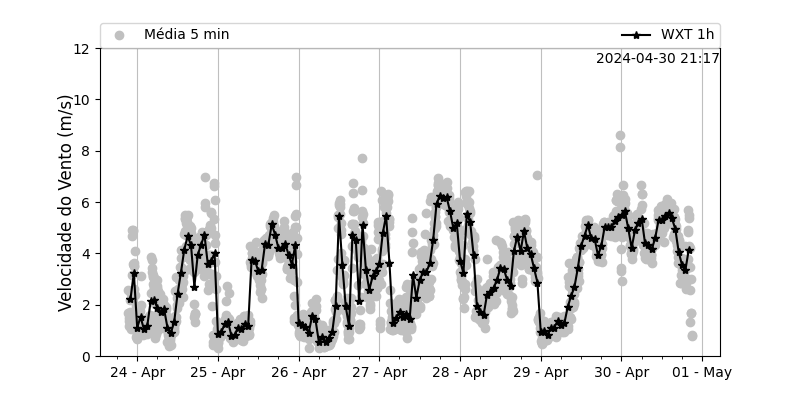 Média 5 min
WXT 1h
2024-04-30 21:17
Velocidade do Vento (m/s)
12
10
8
6
4
2
0
24 - Apr
25 - Apr
26 - Apr
27 - Apr
28 - Apr
29 - Apr
30 - Apr
01 - May